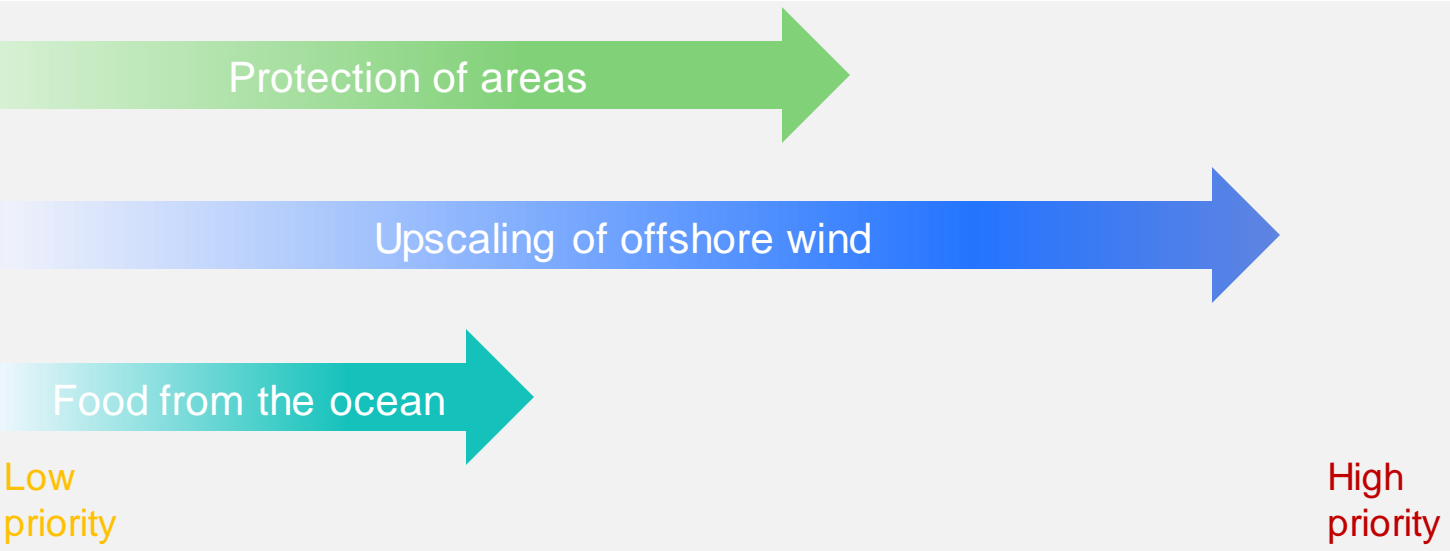 Protection of areas
Upscaling of offshore wind
Food from the ocean
Low
priority
High
priority